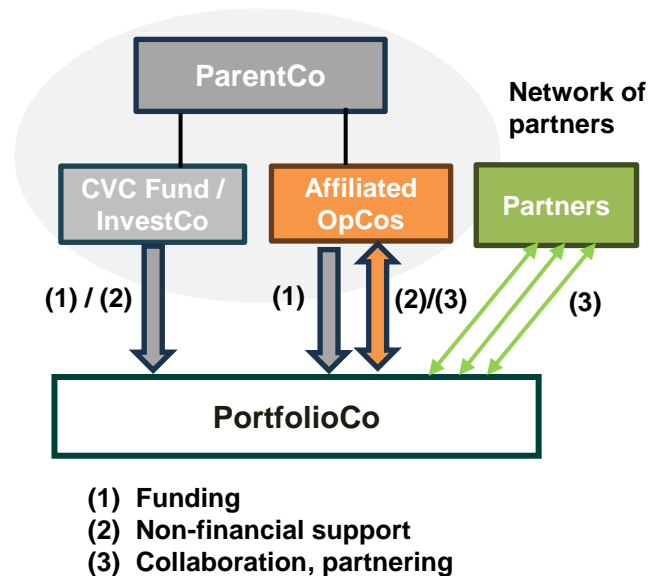 ParentCo
Network of
partners
CVC Fund /
InvestCo
Affiliated
OpCos
Partners
(1) / (2)
(1)
(2)/(3)
(3)
PortfolioCo
(1) Funding
(2) Non-financial support
(3) Collaboration, partnering